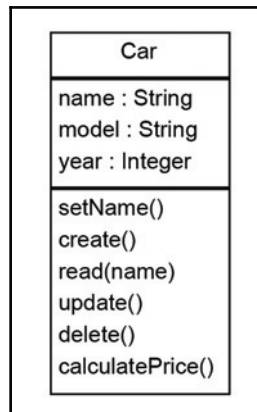 Car
name : String
model : String
year : Integer
setName()
create()
read(name)
update()
delete()
calculatePrice()